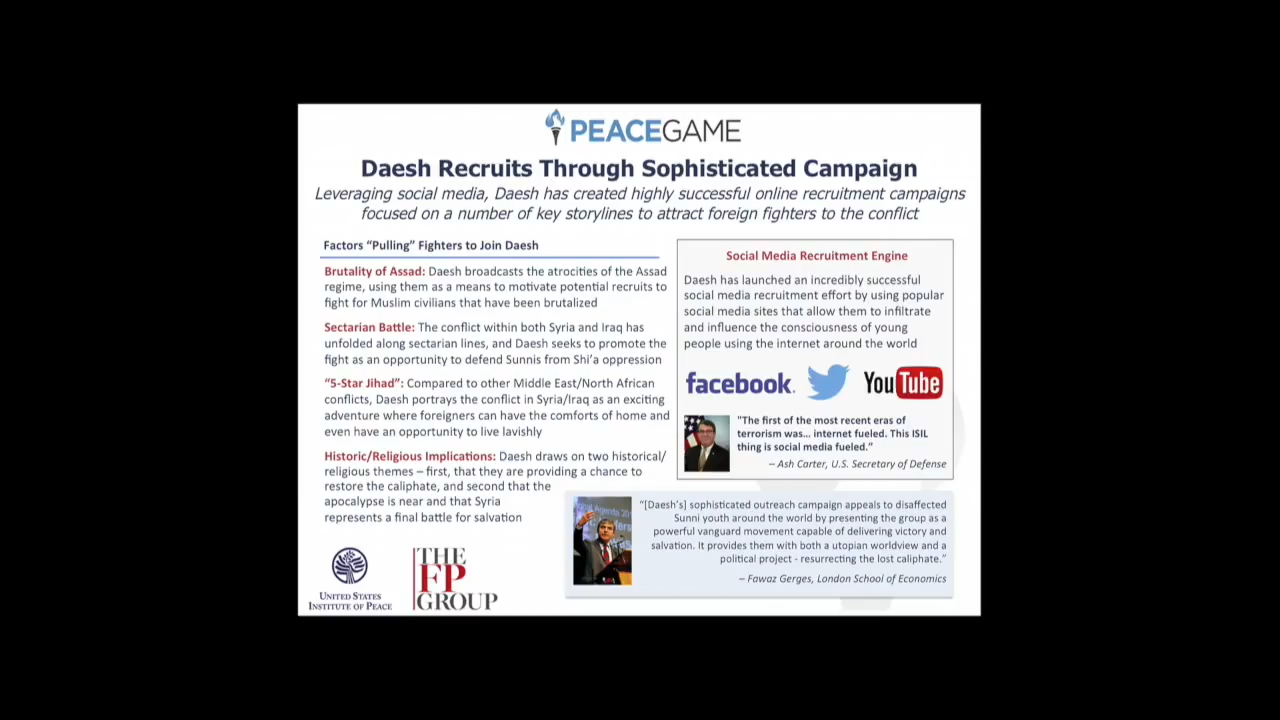 PEACEGAME
Daesh Recruits Through Sophisticated Campaign
Leveraging social media, Daesh has created highly successful online recruitment campaigns
focused on a number of key storylines to attract foreign fighters to the conflict
Factors “Pulling” Fighters to Join Daesh
Brutality of Assad: Daesh broadcasts the atrocities of the Assad
regime, using them as a means to motivate potential recruits to
fight for Muslim civilians that have been brutalized
Sectarian Battle: The conflict within both Syria and Iraq has
unfolded along sectarian lines, and Daesh seeks to promote the
fight as an opportunity to defend Sunnis from Shi’a oppression
“5-Star Jihad”: Compared to other Middle East/North African
conflicts, Daesh portrays the conflict in Syria/Iraq as an exciting
adventure where foreigners can have the comforts of home and
even have an opportunity to live lavishly
Historic/Religious Implications: Daesh draws on two historical/
religious themes – first, that they are providing a chance to
restore the caliphate, and second that the
apocalypse is near and that Syria
represents a final battle for salvation
Social Media Recruitment Engine
Daesh has launched an incredibly successful
social media recruitment effort by using popular
social media sites that allow them to infiltrate
and influence the consciousness of young
people using the internet around the world
facebook.
YouTube
"The first of the most recent eras of
terrorism was... internet fueled. This ISIL
thing is social media fueled.”
– Ash Carter, U.S. Secretary of Defense
“[Daesh’s] sophisticated outreach campaign appeals to disaffected
Sunni youth around the world by presenting the group as a
powerful vanguard movement capable of delivering victory and
salvation. It provides them with both a utopian worldview and a
political project - resurrecting the lost caliphate.”
– Fawaz Gerges, London School of Economics
UNITED STATES
INSTITUTE OF PEACE
THE
FP
GROUP